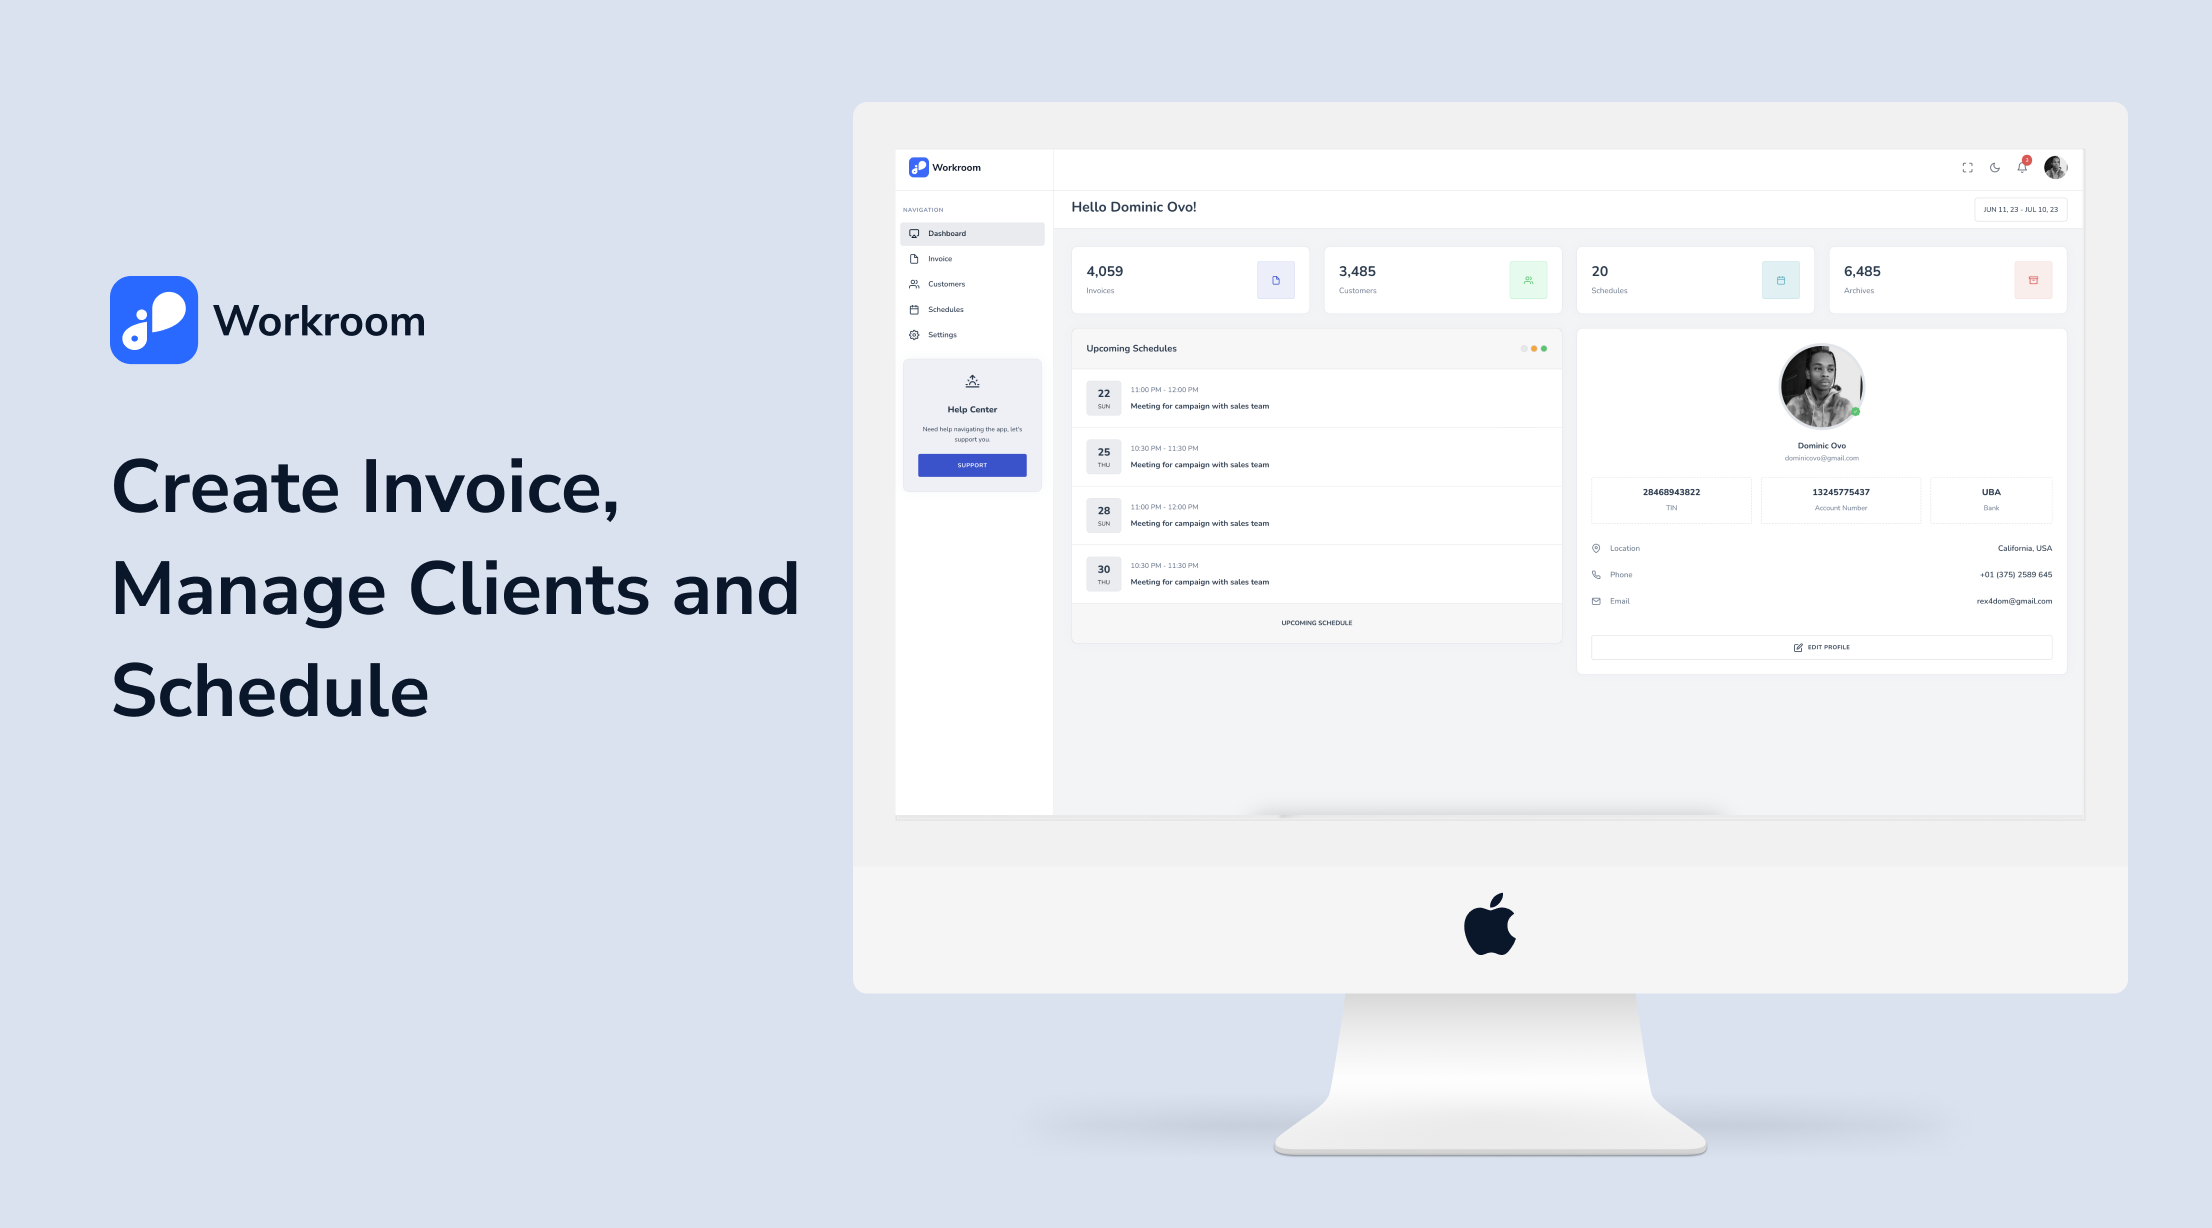 Workroom
Create Invoice,
Manage Clients and
Schedule
Workroom
2
NAVIGATION
Dashboard
Invoice
Customers
Schedules
Settings
Help Center
Need help navigating the app, let's
support you.
SUPPORT
Hello Dominic Ovo!
JUN 11, 23 - JUL 10, 23
4,059
Invoices
3,485
Customers
20
Schedules
6,485
Archives
Upcoming Schedules
22
SUN
11:00 PM - 12:00 PM
Meeting for campaign with sales team
25
THU
10:30 PM - 11:30 PM
Meeting for campaign with sales team
28
SUN
11:00 PM - 12:00 PM
Meeting for campaign with sales team
30
THU
10:30 PM - 11:30 PM
Meeting for campaign with sales team
UPCOMING SCHEDULE
Dominic Ovo
dominicovo@gmail.com
28468943822
TIN
13245775437
Account Number
UBA
Bank
Location California, USA
Phone +01 (375) 2589 645
Email rex4dom@gmail.com
EDIT PROFILE